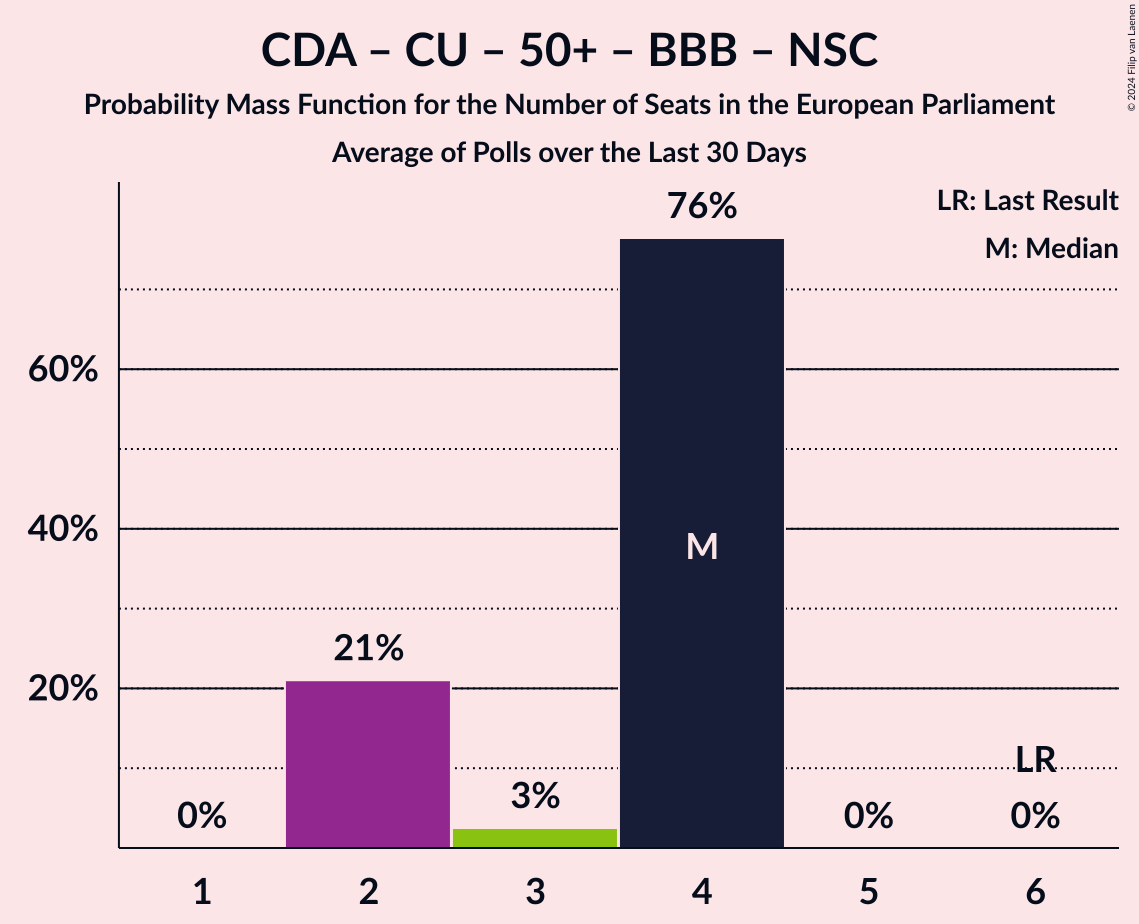 CDA – CU – 50+ – BBB – NSC
Probability Mass Function for the Number of Seats in the European Parliament
Average of Polls over the Last 30 Days
© 2024 Filip van Laenen
LR: Last Result
M: Median
76%
60%
40%
M
21%
20%
3%
LR
0%
0%
0%
1
2
3
4
5
6